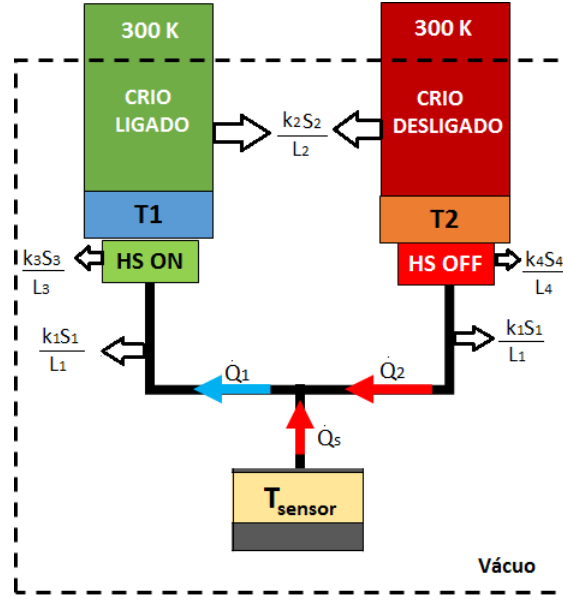 300 K
300 K
CRIO
LIGADO
CRIO
DESLIGADO
k2S2
L2
T1
T2
HS ON
HS OFF
k3S3
L3
k4S4
L4
k1S1
L1
k1S1
L1
Q̇1
Q̇2
Q̇s
Tsensor
Vácuo